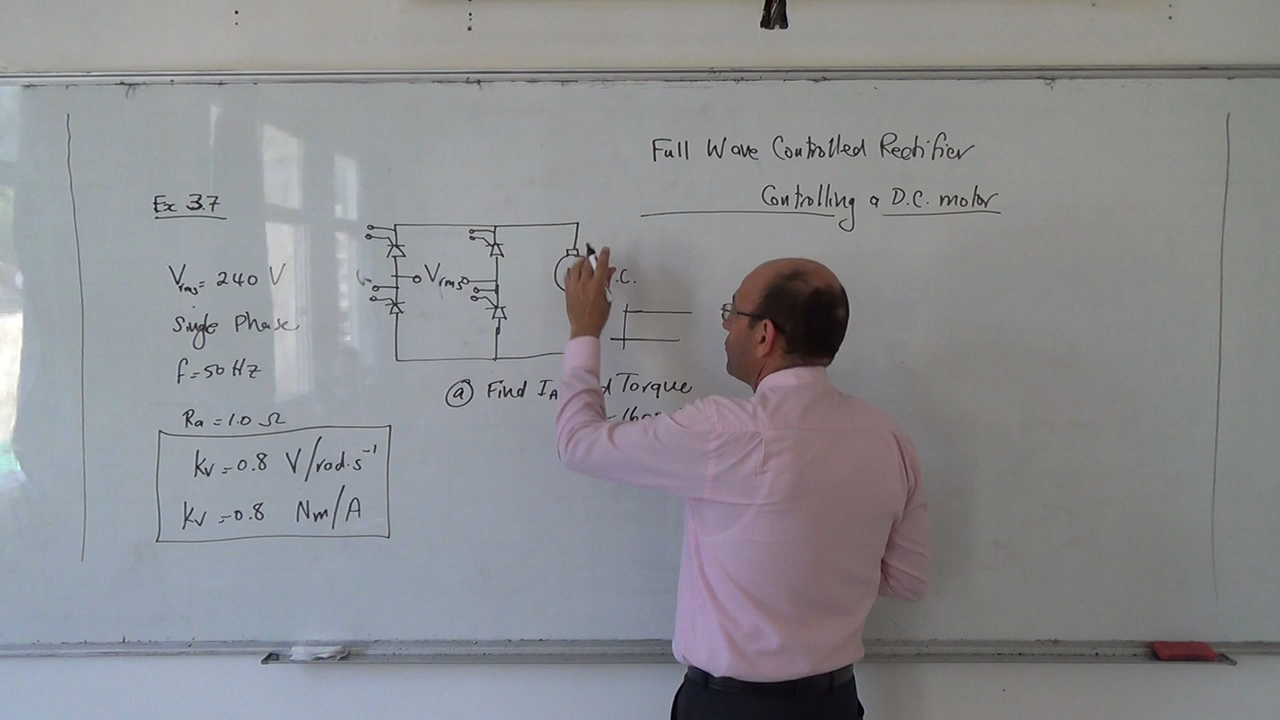 Full Wave Controlled Rectifier
Controlling a D.C. motor
Ex 3.7
Vrms = 240 V
Single Phase
f = 50 Hz
Ra = 1.0 Ω
Kv = 0.8 V/rad.s⁻¹
Kv = 0.8 Nm/A
Vrms
.C.
(a) Find IA Torque